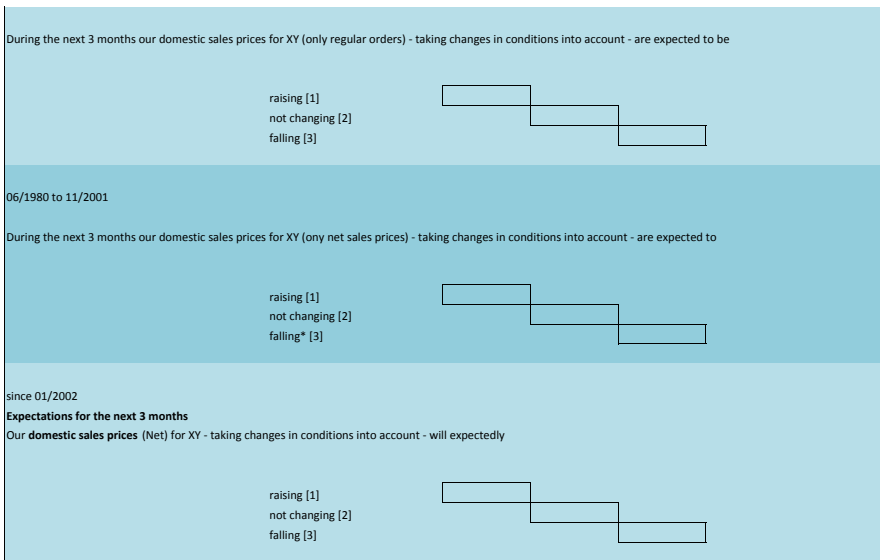 During the next 3 months our domestic sales prices for XY (only regular orders) - taking changes in conditions into account - are expected to be
raising [1]
not changing [2]
falling [3]
06/1980 to 11/2001
During the next 3 months our domestic sales prices for XY (ony net sales prices) - taking changes in conditions into account - are expected to
raising [1]
not changing [2]
falling* [3]
since 01/2002
Expectations for the next 3 months
Our domestic sales prices (Net) for XY - taking changes in conditions into account - will expectedly
raising [1]
not changing [2]
falling [3]